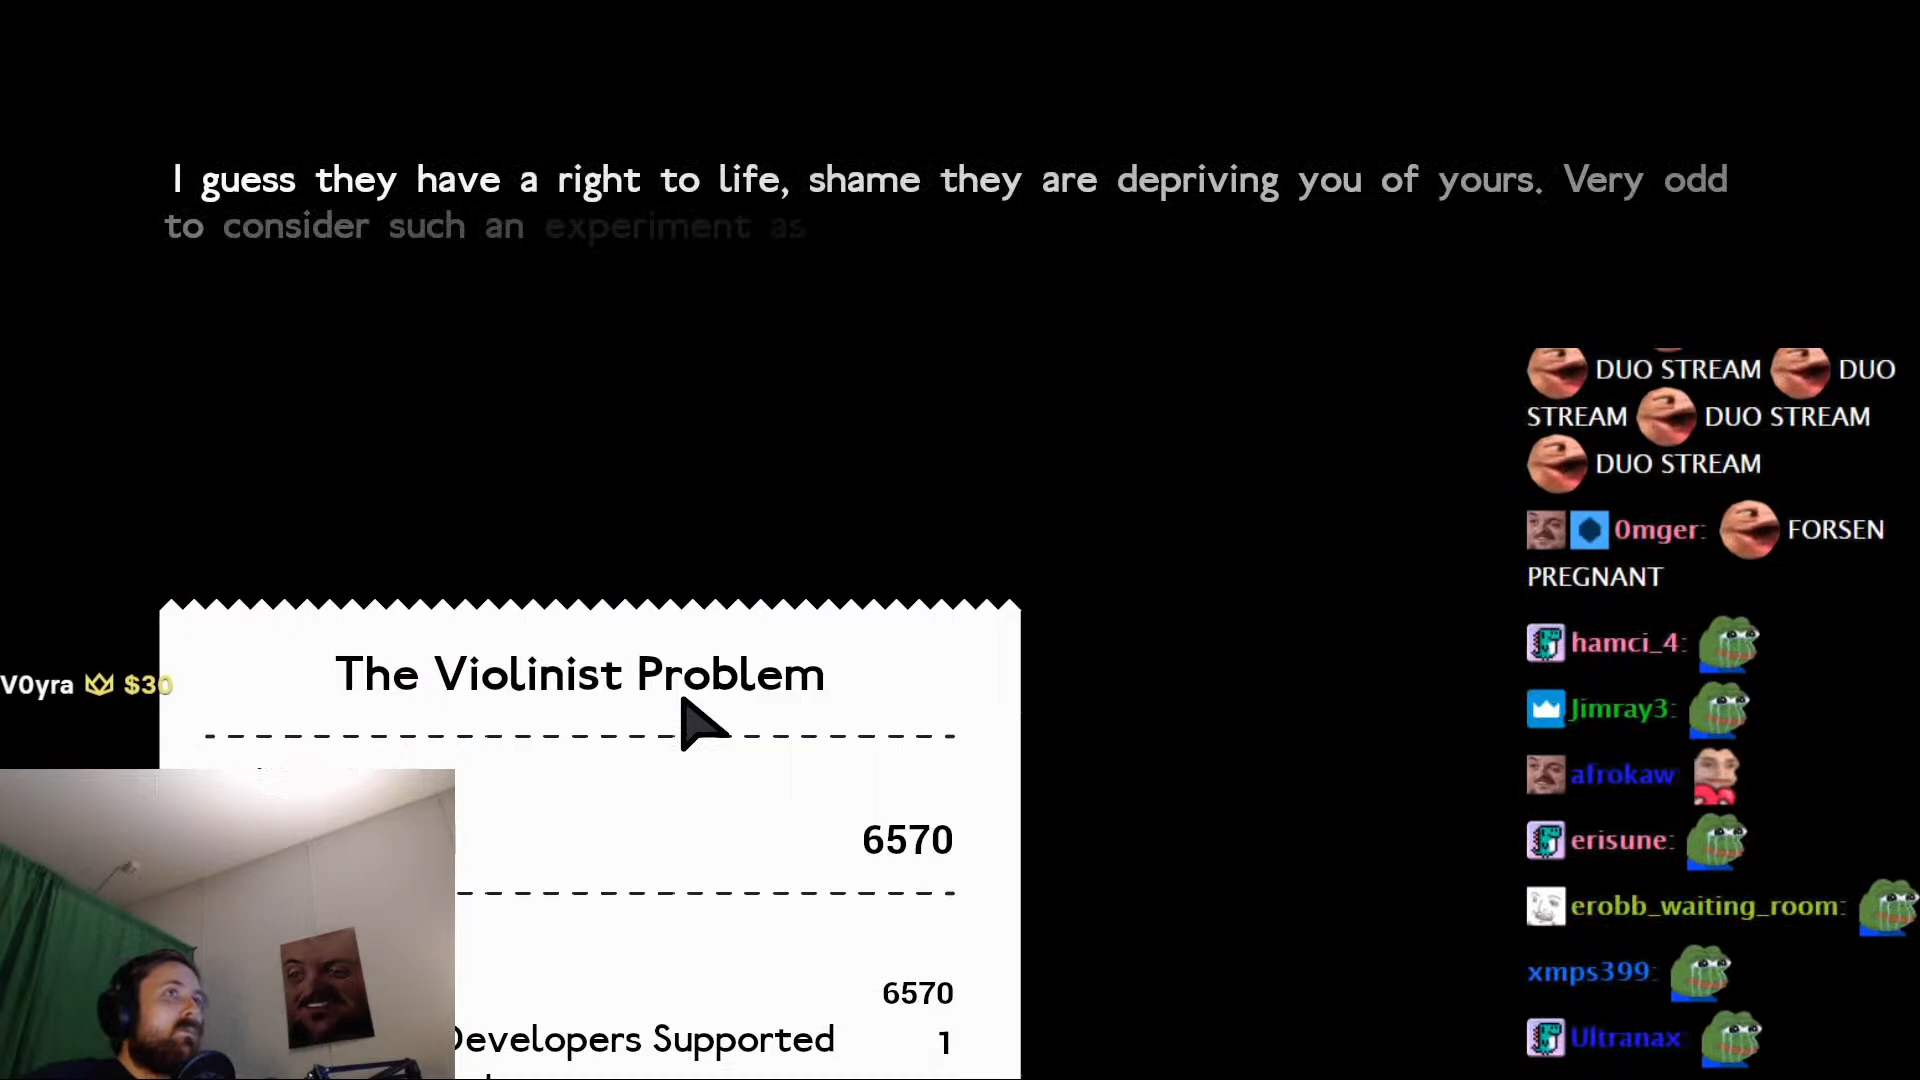 I guess they have a right to life, shame they are depriving you of yours. Very odd
to consider such an experiment as
DUO STREAM DUO
STREAM DUO STREAM
DUO STREAM
0mger: FORSEN
PREGNANT
hamci_4:
Jimray3:
afrokaw:
erisune:
erobb_waiting_room:
xmps399:
Ultranax:
The Violinist Problem
V0yra $30
6570
6570
Developers Supported 1